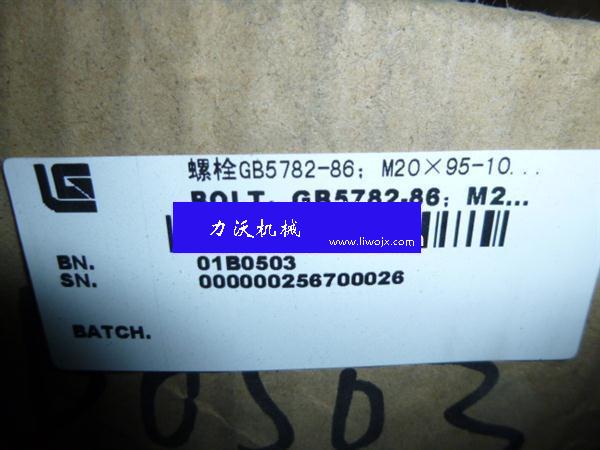 螺栓GB5782-86; M20×95-10...
BOLT, GB5782-86; M2...
力沃机械
www.liwojx.com
BN. 01B0503
SN. 000000256700026
BATCH.
0503